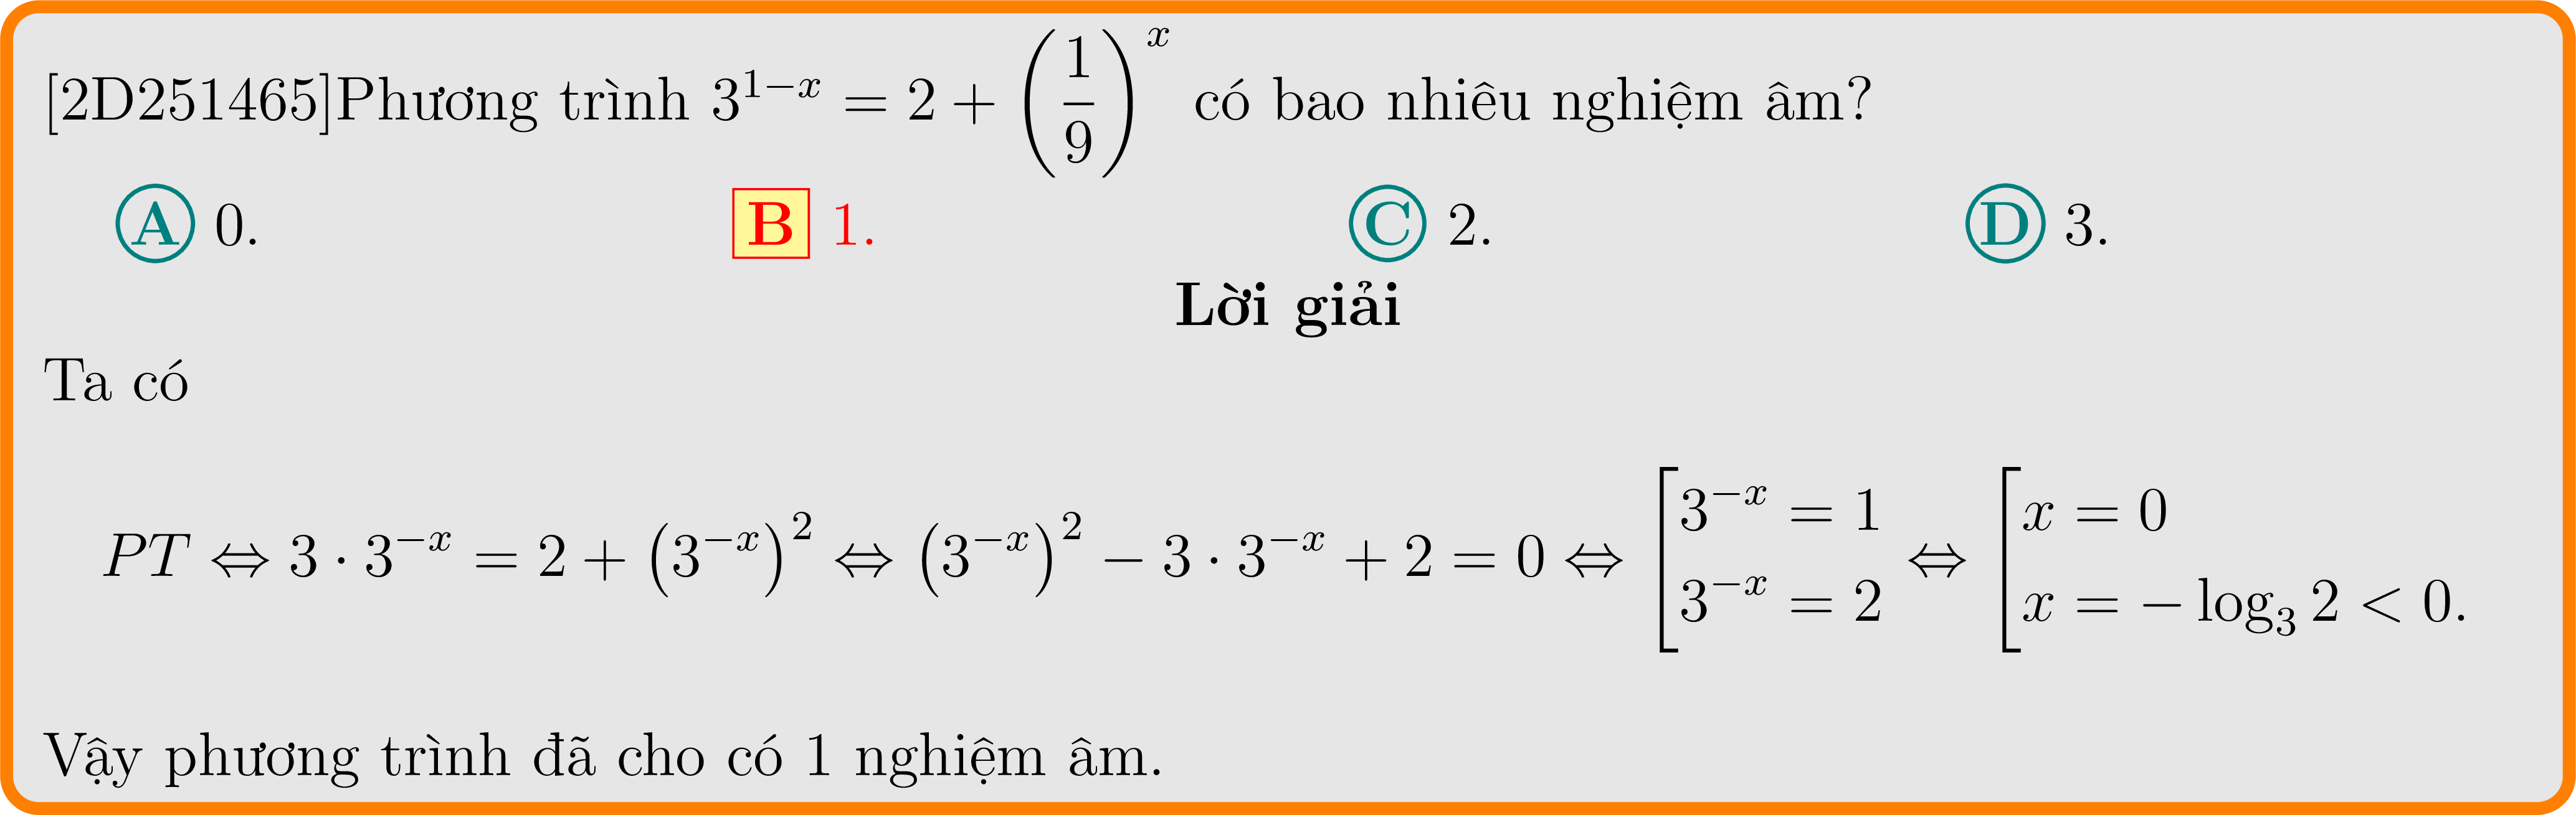 [2D251465]Phương trình $3^{1-x} = 2 + \left(\dfrac{1}{9}\right)^x$ có bao nhiêu nghiệm âm?
A 0. B 1. C 2. D 3.
Lời giải
Ta có
$PT \Leftrightarrow 3 \cdot 3^{-x} = 2 + \left(3^{-x}\right)^2 \Leftrightarrow \left(3^{-x}\right)^2 - 3 \cdot 3^{-x} + 2 = 0 \Leftrightarrow \left[\begin{array}{l} 3^{-x} = 1 \\ 3^{-x} = 2 \end{array}\right. \Leftrightarrow \left[\begin{array}{l} x = 0 \\ x = -\log_3 2 < 0. \end{array}\right.$
Vậy phương trình đã cho có 1 nghiệm âm.